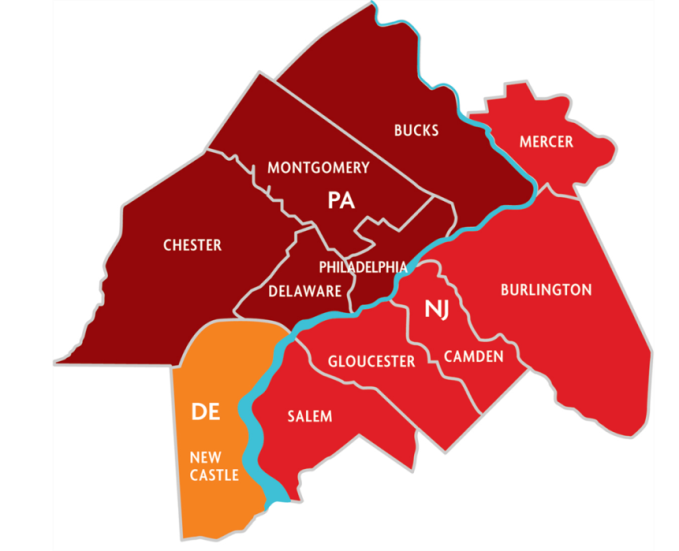 BUCKS
MERCER
MONTGOMERY
PA
CHESTER
PHILADELPHIA
DELAWARE
BURLINGTON
NJ
GLOUCESTER
CAMDEN
DE
SALEM
NEW
CASTLE